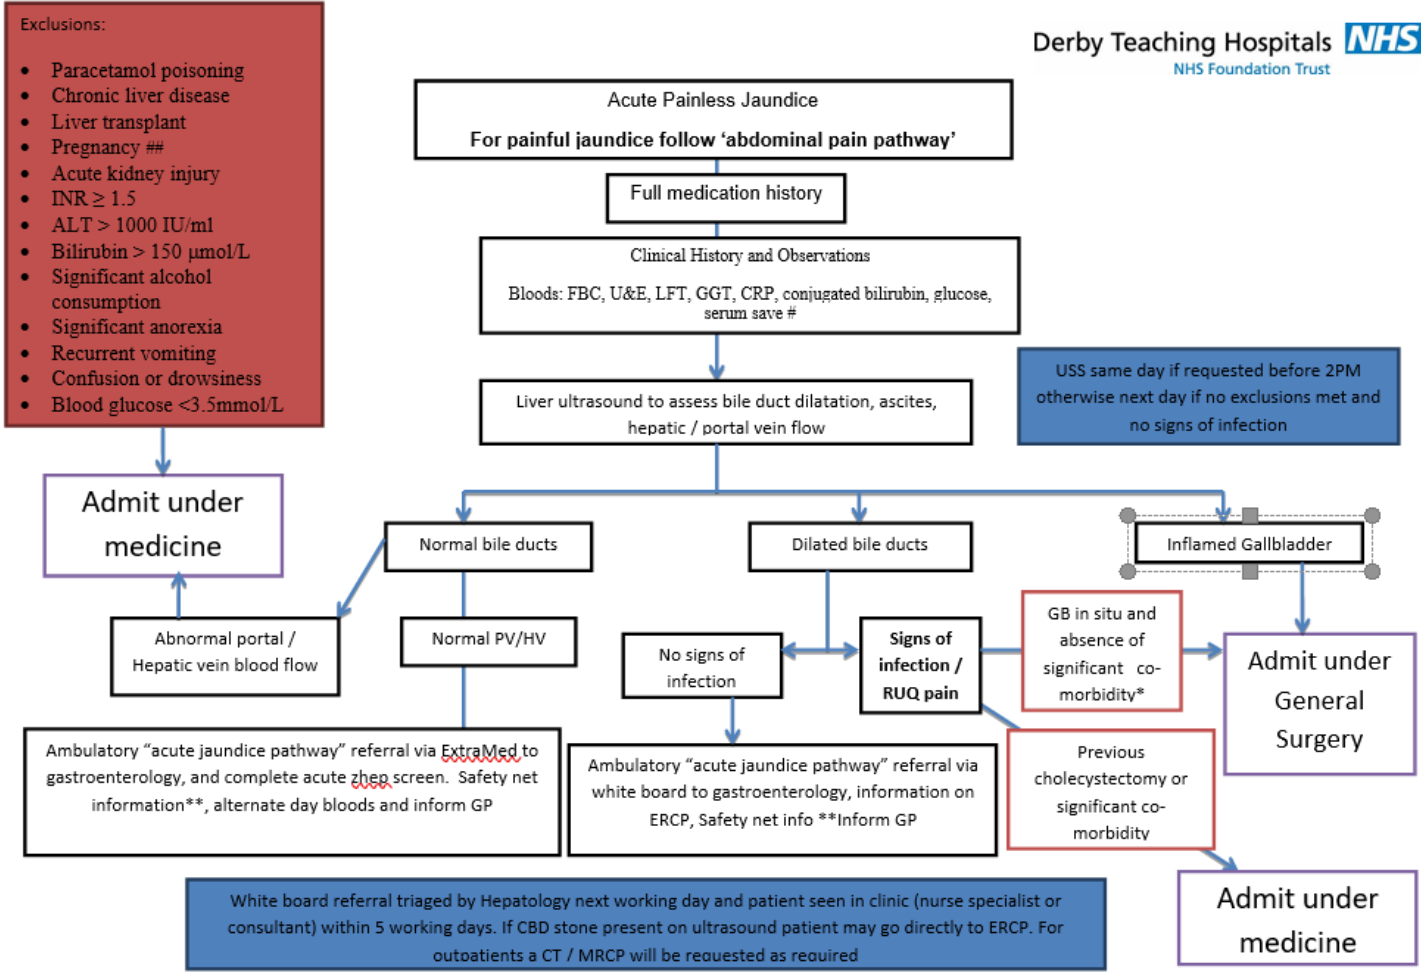 Exclusions:
• Paracetamol poisoning
• Chronic liver disease
• Liver transplant
• Pregnancy ##
• Acute kidney injury
• INR ≥ 1.5
• ALT > 1000 IU/ml
• Bilirubin > 150 µmol/L
• Significant alcohol
consumption
• Significant anorexia
• Recurrent vomiting
• Confusion or drowsiness
• Blood glucose <3.5mmol/L
Derby Teaching Hospitals NHS
NHS Foundation Trust
Acute Painless Jaundice
For painful jaundice follow ‘abdominal pain pathway’
Full medication history
Clinical History and Observations
Bloods: FBC, U&E, LFT, GGT, CRP, conjugated bilirubin, glucose,
serum save #
Liver ultrasound to assess bile duct dilatation, ascites,
hepatic / portal vein flow
USS same day if requested before 2PM
otherwise next day if no exclusions met and
no signs of infection
Admit under
medicine
Normal bile ducts
Dilated bile ducts
Inflamed Gallbladder
Abnormal portal /
Hepatic vein blood flow
Normal PV/HV
No signs of
infection
Signs of
infection /
RUQ pain
GB in situ and
absence of
significant co-
morbidity*
Admit under
General
Surgery
Ambulatory “acute jaundice pathway” referral via ExtraMed to
gastroenterology, and complete acute zhep screen. Safety net
information**, alternate day bloods and inform GP
Ambulatory “acute jaundice pathway” referral via
white board to gastroenterology, information on
ERCP, Safety net info **Inform GP
Previous
cholecystectomy or
significant co-
morbidity
Admit under
medicine
White board referral triaged by Hepatology next working day and patient seen in clinic (nurse specialist or
consultant) within 5 working days. If CBD stone present on ultrasound patient may go directly to ERCP. For
outpatients a CT / MRCP will be requested as required